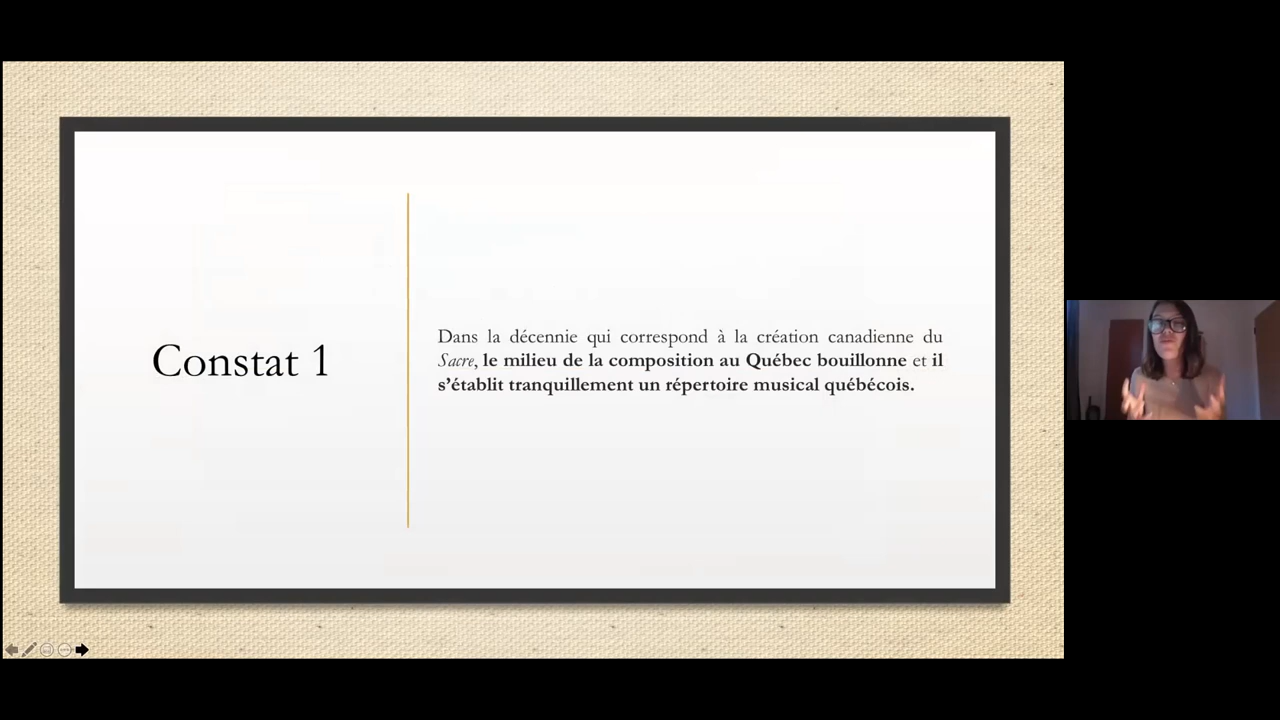 Constat 1
Dans la décennie qui correspond à la création canadienne du
Sacre, le milieu de la composition au Québec bouillonne et il
s’établit tranquillement un répertoire musical québécois.